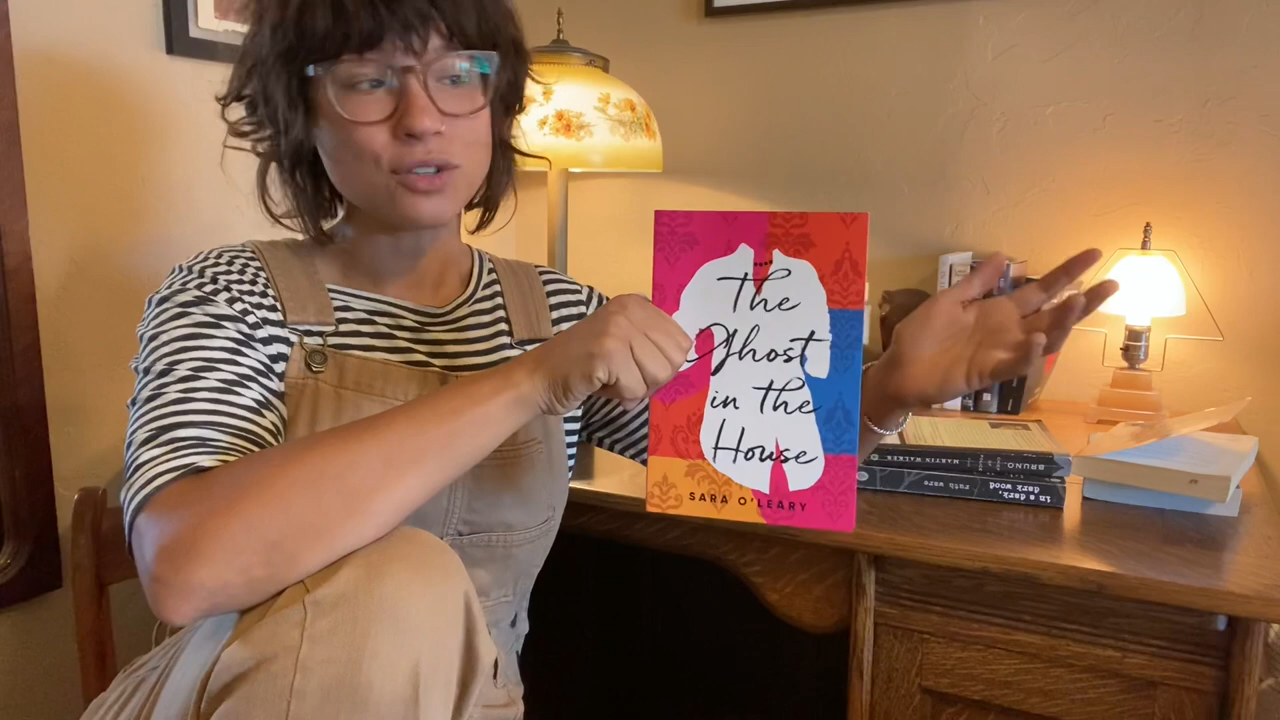 The
Ghost
in the
House
SARA O'LEARY
BRUNO, MARTIN WALKER
in a dark, dark wood ruth ware